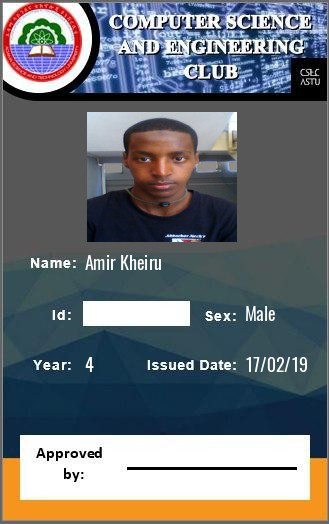 COMPUTER SCIENCE
AND ENGINEERING
CLUB
CSEC
ASTU
Name: Amir Kheiru
Id:
Sex: Male
Year: 4
Issued Date: 17/02/19
Approved
by: